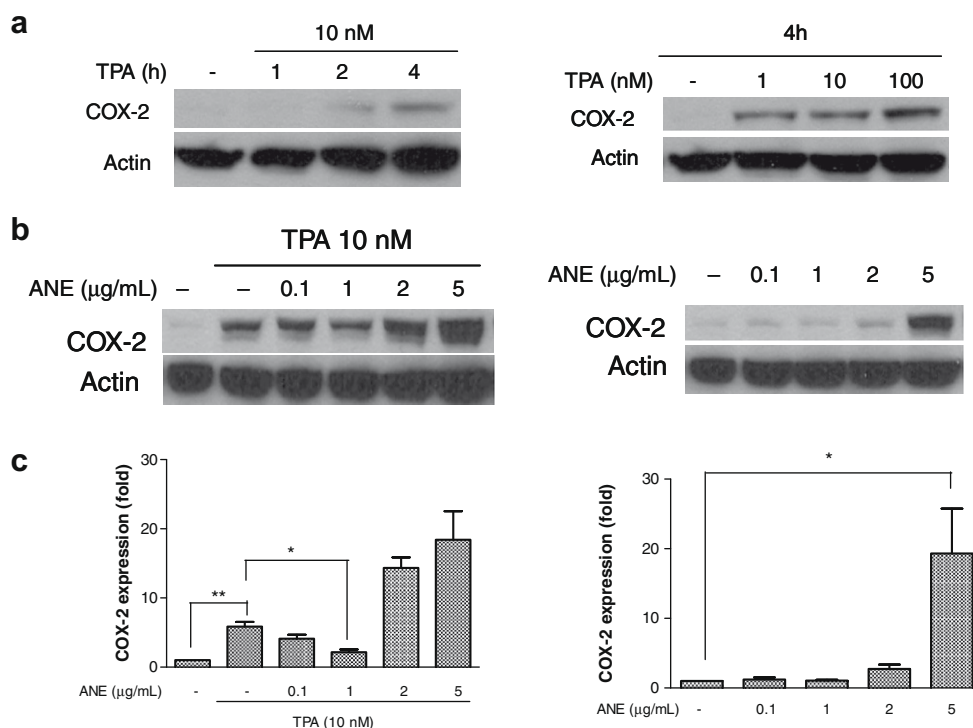 a
10 nM
TPA (h) - 1 2 4
COX-2
Actin
4h
TPA (nM) - 1 10 100
COX-2
Actin
b
TPA 10 nM
ANE (μg/mL) – – 0.1 1 2 5
COX-2
Actin
ANE (μg/mL) – 0.1 1 2 5
COX-2
Actin
c
COX-2 expression (fold)
30
20
10
0
** *
ANE (μg/mL) - - 0.1 1 2 5
TPA (10 nM)
COX-2 expression (fold)
30
20
10
0
*
ANE (μg/mL) - 0.1 1 2 5